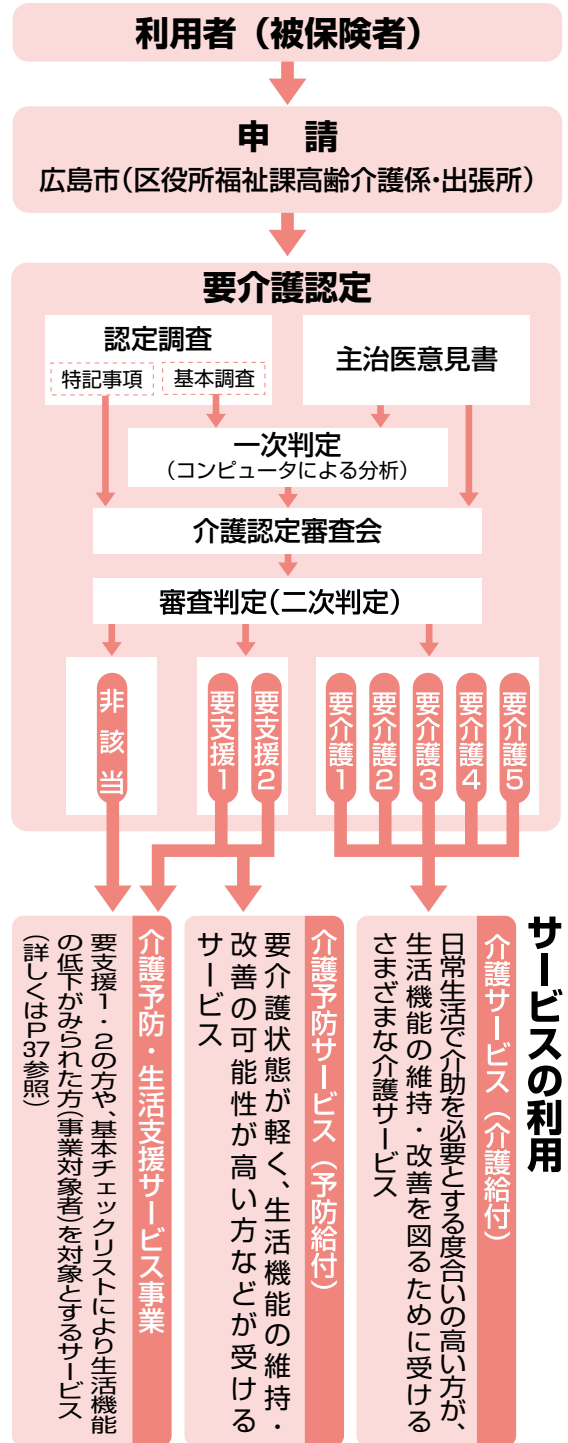 利用者（被保険者）
申　請
広島市（区役所福祉課高齢介護係・出張所）
要介護認定
認定調査
特記事項
基本調査
主治医意見書
一次判定
（コンピュータによる分析）
介護認定審査会
審査判定（二次判定）
非該当
要支援1
要支援2
要介護1
要介護2
要介護3
要介護4
要介護5
サービスの利用
介護サービス（介護給付）
日常生活で介助を必要とする度合いの高い方が、
生活機能の維持・改善を図るために受ける
さまざまな介護サービス
介護予防サービス（予防給付）
要介護状態が軽く、生活機能の維持・
改善の可能性が高い方などが受ける
サービス
介護予防・生活支援サービス事業
要支援1・2の方や、基本チェックリストにより生活機能
の低下がみられた方（事業対象者）を対象とするサービス
（詳しくはP37参照）